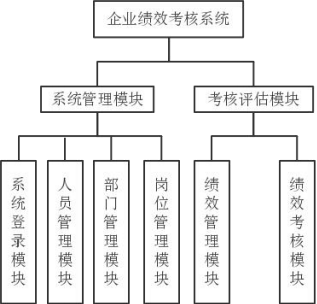 企业绩效考核系统
系统管理模块
考核评估模块
系统登录模块
人员管理模块
部门管理模块
岗位管理模块
绩效管理模块
绩效考核模块